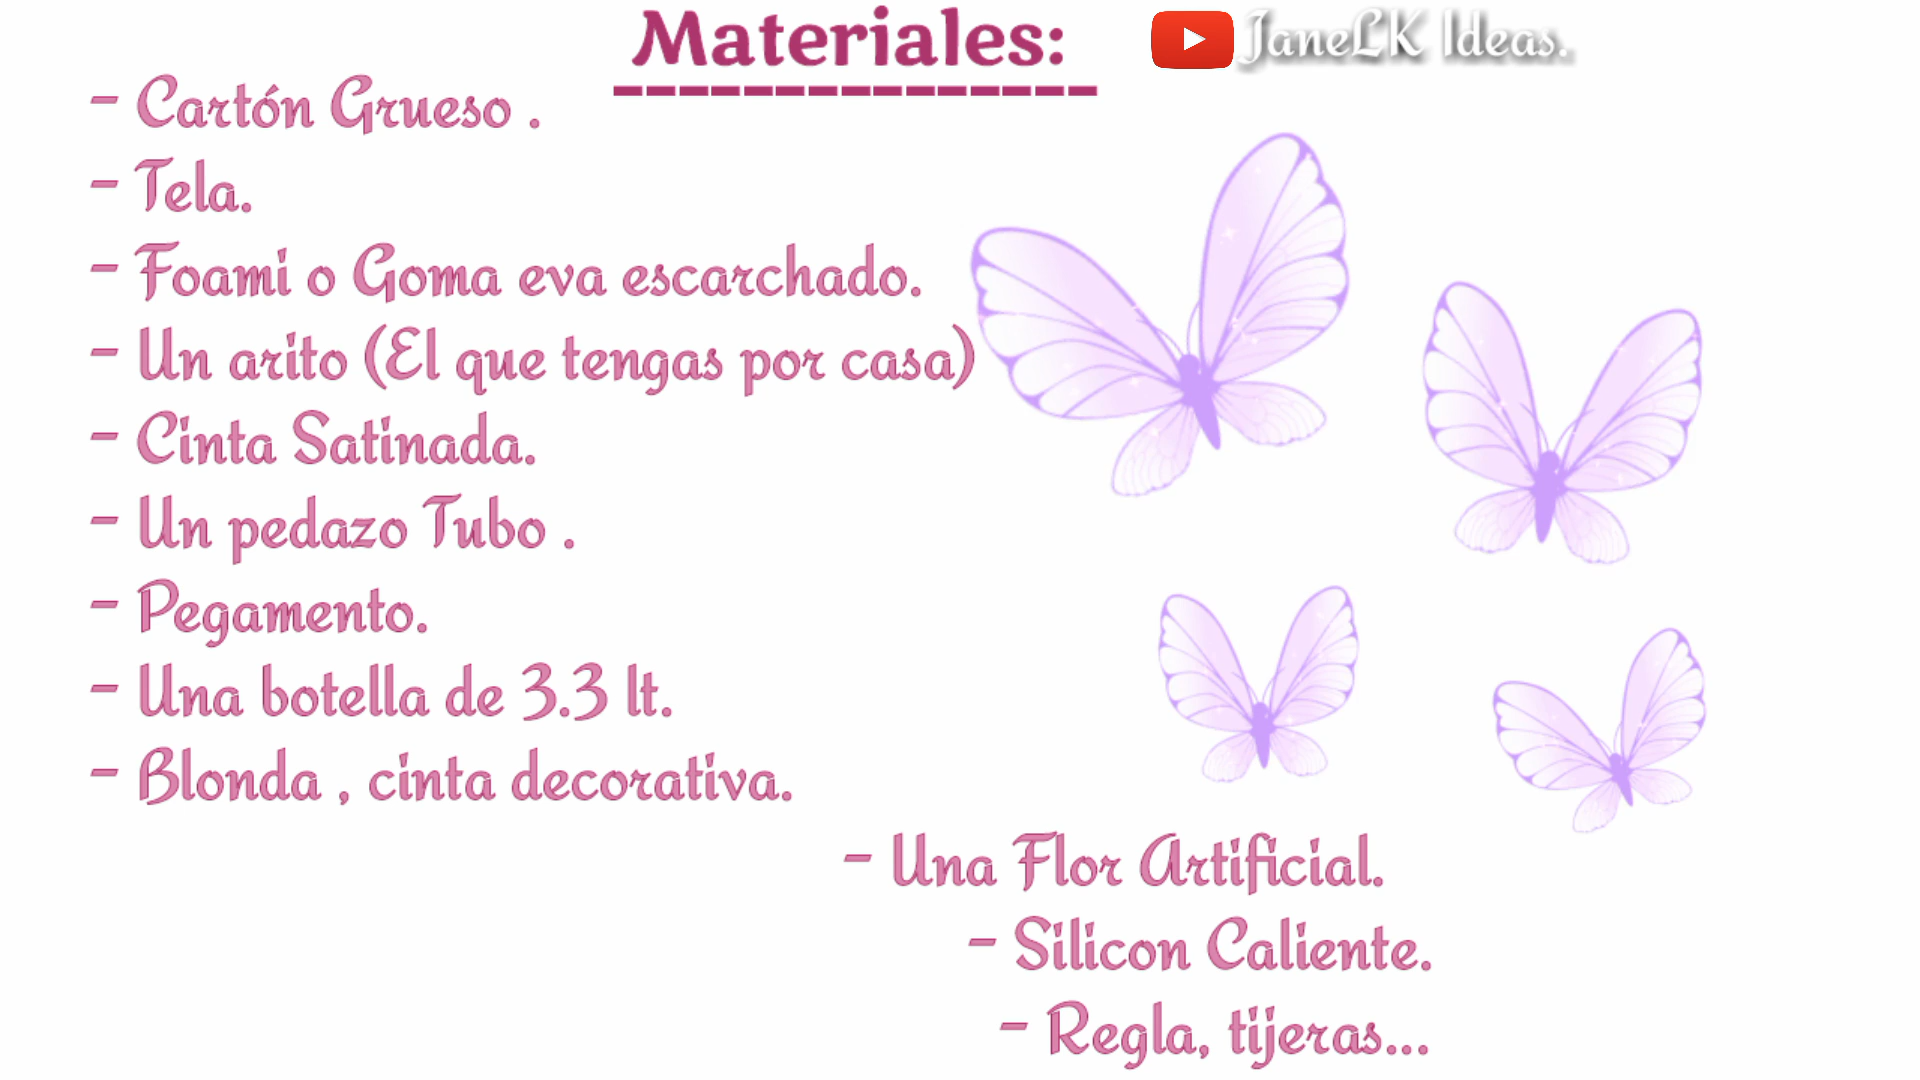 Materiales:
JaneLK Ideas.
- Cartón Grueso .
- Tela.
- Foami o Goma eva escarchado.
- Un arito (El que tengas por casa)
- Cinta Satinada.
- Un pedazo Tubo .
- Pegamento.
- Una botella de 3.3 lt.
- Blonda , cinta decorativa.
- Una Flor Artificial.
- Silicon Caliente.
- Regla, tijeras...